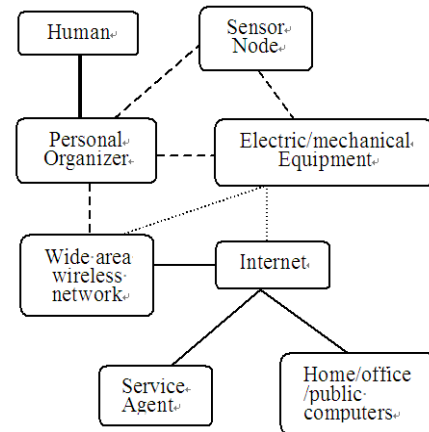 Human
Sensor
Node
Personal
Organizer
Electric/mechanical
Equipment
Wide area
wireless
network
Internet
Service
Agent
Home/office
/public
computers